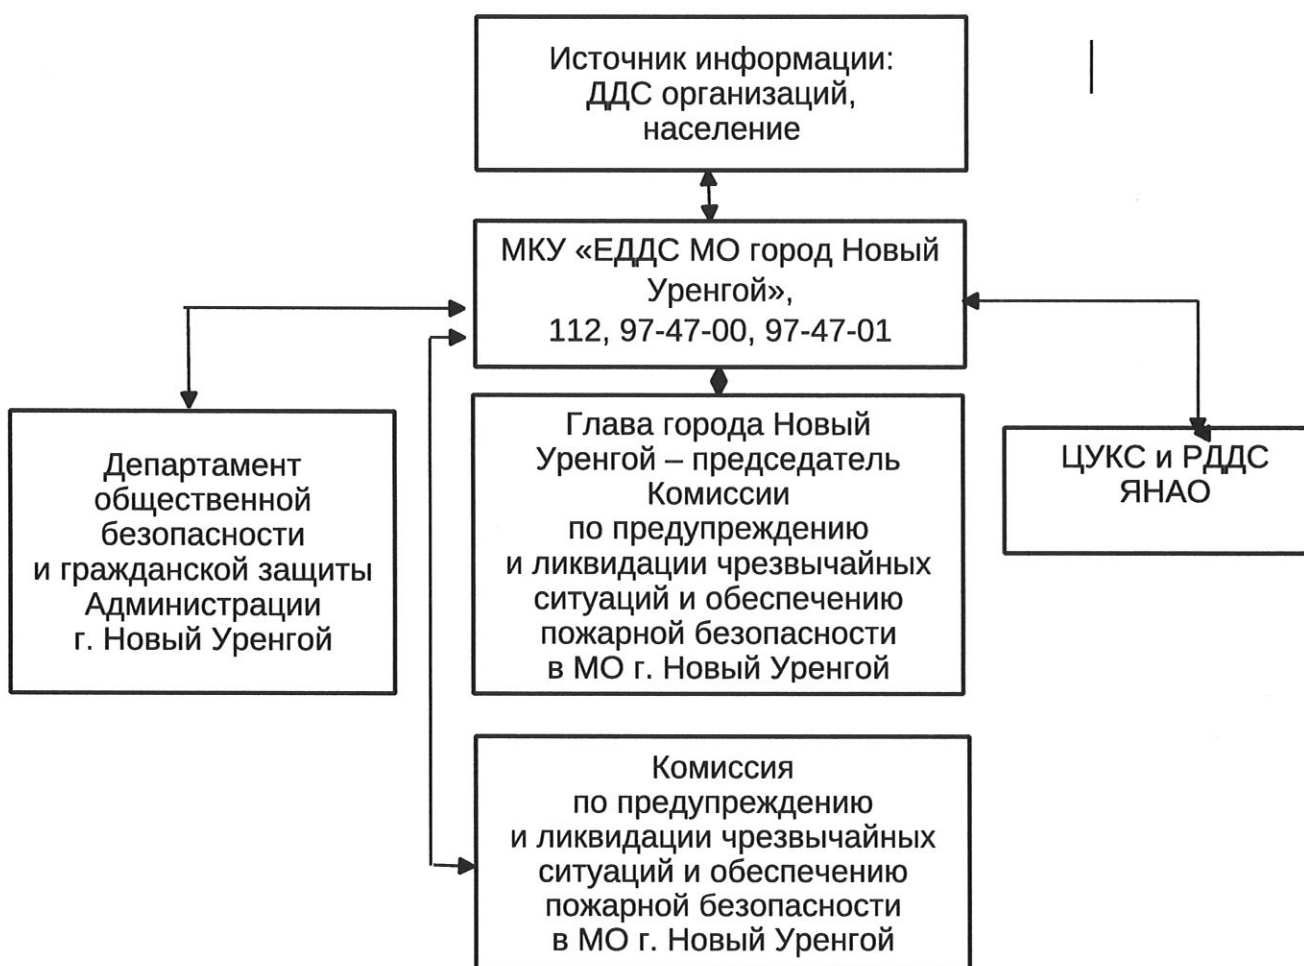 Источник информации:
ДДС организаций,
население
МКУ «ЕДДС МО город Новый
Уренгой»,
112, 97-47-00, 97-47-01
Департамент
общественной
безопасности
и гражданской защиты
Администрации
г. Новый Уренгой
Глава города Новый
Уренгой – председатель
Комиссии
по предупреждению
и ликвидации чрезвычайных
ситуаций и обеспечению
пожарной безопасности
в МО г. Новый Уренгой
ЦУКС и РДДС
ЯНАО
Комиссия
по предупреждению
и ликвидации чрезвычайных
ситуаций и обеспечению
пожарной безопасности
в МО г. Новый Уренгой